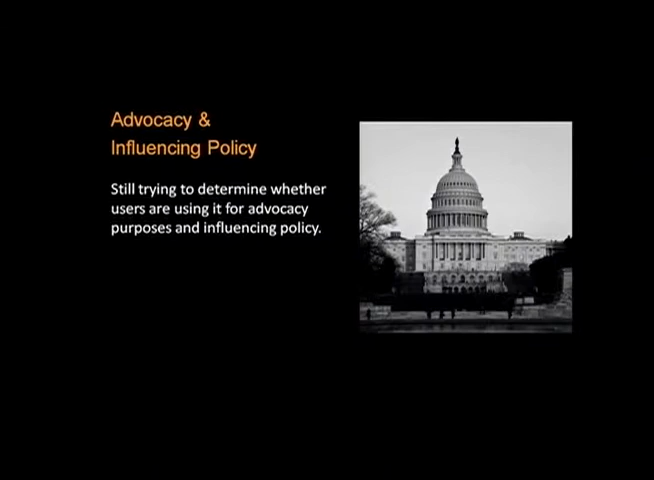 Advocacy &
Influencing Policy
Still trying to determine whether
users are using it for advocacy
purposes and influencing policy.